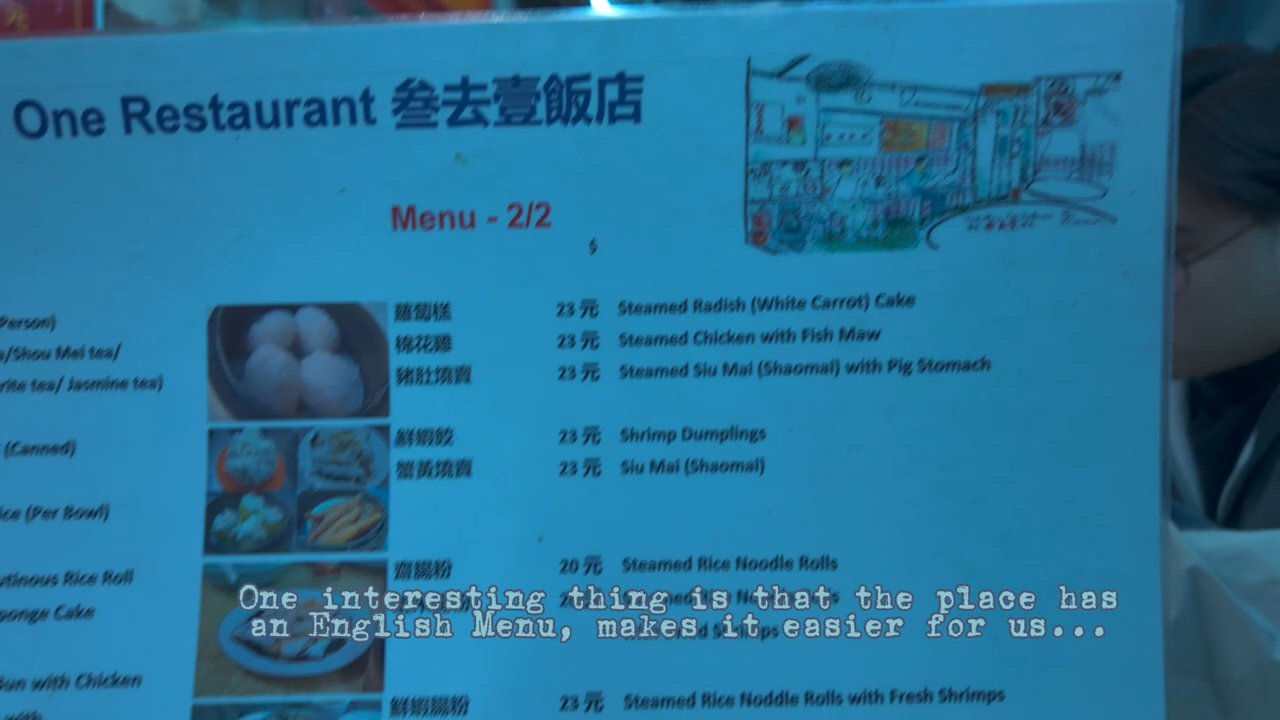 One Restaurant 叁去壹飯店
Menu - 2/2
$
Person)
/Shou Mei tea/
rite tea/ Jasmine tea)
(Canned)
ice (Per Bowl)
utinous Rice Roll
ponge Cake
Bun with Chicken
with
蘿蔔糕 23 元 Steamed Radish (White Carrot) Cake
棉花雞 23 元 Steamed Chicken with Fish Maw
豬肚燒賣 23 元 Steamed Siu Mai (Shaomai) with Pig Stomach
鮮蝦餃 23 元 Shrimp Dumplings
蟹黃燒賣 23 元 Siu Mai (Shaomai)
齋腸粉 20 元 Steamed Rice Noodle Rolls
鮮蝦腸粉 23 元 Steamed Rice Noddle Rolls with Fresh Shrimps
One interesting thing is that the place has
an English Menu, makes it easier for us...